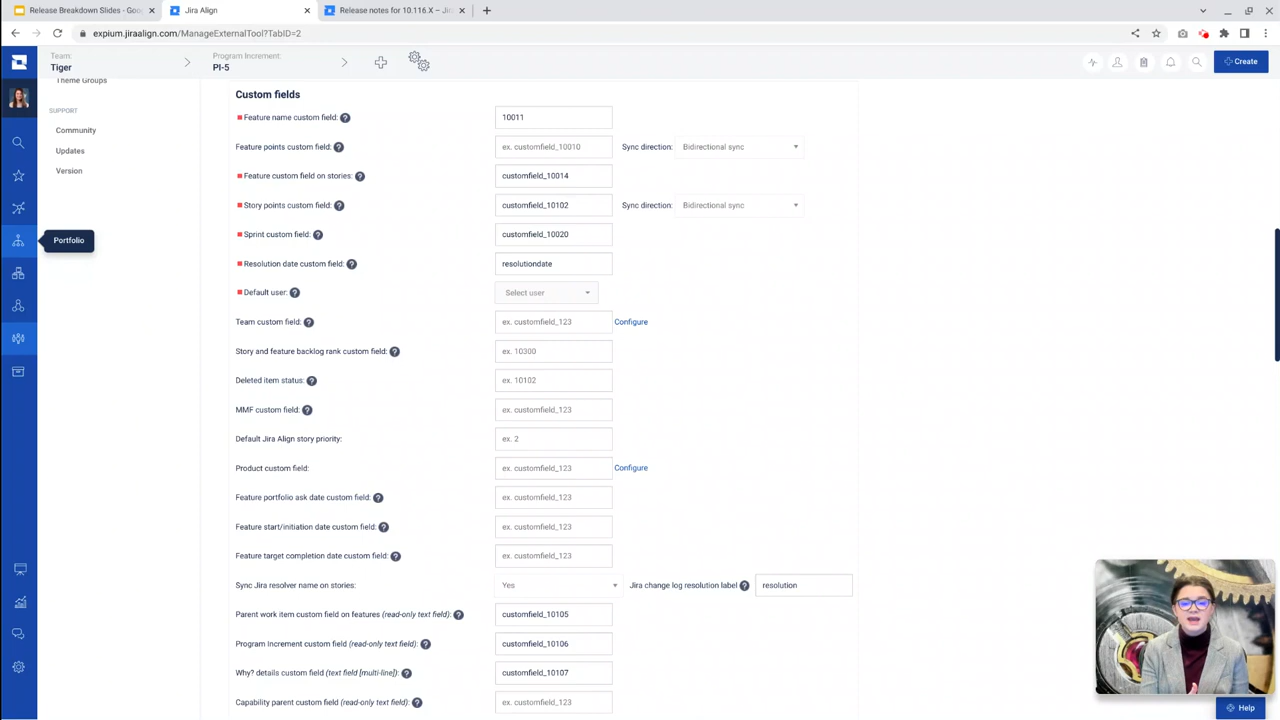 Release Breakdown Slides - Goo
Jira Align
Release notes for 10.116.X – Jir
expium.jiraalign.com/ManageExternalTool?TabID=2
Team:
Tiger
Program Increment:
PI-5
Create
Theme Groups
SUPPORT
Community
Updates
Version
Portfolio
Custom fields
Feature name custom field: ? 10011
Feature points custom field: ? ex. customfield_10010 Sync direction: Bidirectional sync
Feature custom field on stories: ? customfield_10014
Story points custom field: ? customfield_10102 Sync direction: Bidirectional sync
Sprint custom field: ? customfield_10020
Resolution date custom field: ? resolutiondate
Default user: ? Select user
Team custom field: ? ex. customfield_123 Configure
Story and feature backlog rank custom field: ? ex. 10300
Deleted item status: ? ex. 10102
MMF custom field: ? ex. customfield_123
Default Jira Align story priority: ex. 2
Product custom field: ex. customfield_123 Configure
Feature portfolio ask date custom field: ? ex. customfield_123
Feature start/initiation date custom field: ? ex. customfield_123
Feature target completion date custom field: ? ex. customfield_123
Sync Jira resolver name on stories: Yes Jira change log resolution label ? resolution
Parent work item custom field on features (read-only text field): ? customfield_10105
Program Increment custom field (read-only text field): ? customfield_10106
Why? details custom field (text field [multi-line]): ? customfield_10107
Capability parent custom field (read-only text field): ? ex. customfield_123
Help